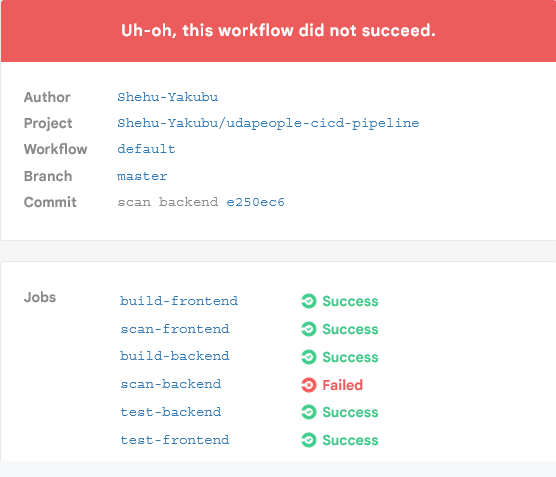 Uh-oh, this workflow did not succeed.
Author Shehu-Yakubu
Project Shehu-Yakubu/udapeople-cicd-pipeline
Workflow default
Branch master
Commit scan backend e250ec6
Jobs build-frontend Success
scan-frontend Success
build-backend Success
scan-backend Failed
test-backend Success
test-frontend Success